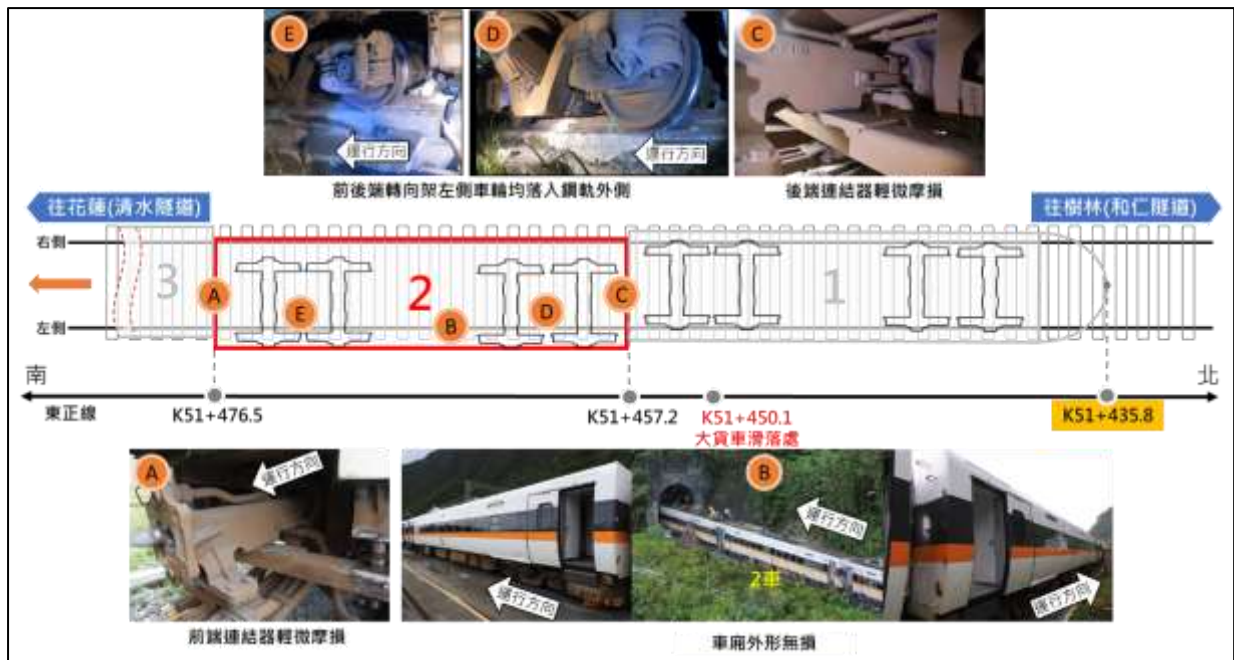 E
D
C
運行方向
運行方向
前後端轉向架左側車輪均落入鋼軌外側
後端連結器輕微摩損
往花蓮(清水隧道)
往樹林(和仁隧道)
右側
3
A
2
C
1
E
D
B
左側
南
北
東正線
K51+476.5
K51+457.2
K51+450.1
大貨車滑落處
K51+435.8
A
運行方向
B
運行方向
運行方向
2車
運行方向
前端連結器輕微摩損
車廂外形無損